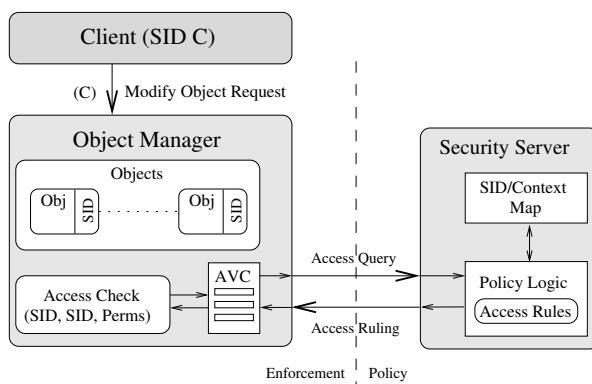 Client (SID C)
(C) Modify Object Request
Object Manager
Objects
Obj SID Obj SID
Access Check
(SID, SID, Perms)
AVC
Access Query
Access Ruling
Security Server
SID/Context
Map
Policy Logic
Access Rules
Enforcement Policy